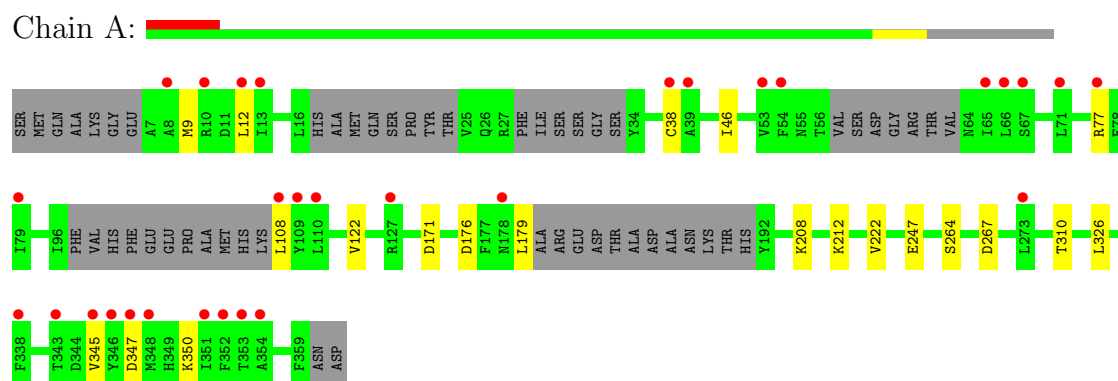 Chain A:
SER MET GLN ALA LYS GLY GLU A7 A8 M9 R10 D11 L12 I13 L16 HIS ALA MET GLN SER PRO TYR THR V25 Q26 R27 PHE ILE SER SER GLY SER Y34 C38 A39 I46 V53 F54 N55 T56 VAL SER ASP GLY ARG THR VAL N64 I65 L66 S67 L71 R77 E78
I79 I96 PHE VAL HIS PHE GLU GLU PRO ALA MET HIS LYS L108 Y109 L110 V122 R127 D171 D176 F177 N178 L179 ALA ARG GLU ASP THR ALA ASP ALA ASN LYS THR HIS Y192 K208 K212 V222 E247 S264 D267 L273 T310 L326
F338 T343 D344 V345 Y346 D347 M348 H349 K350 I351 F352 T353 A354 F359 ASN ASP